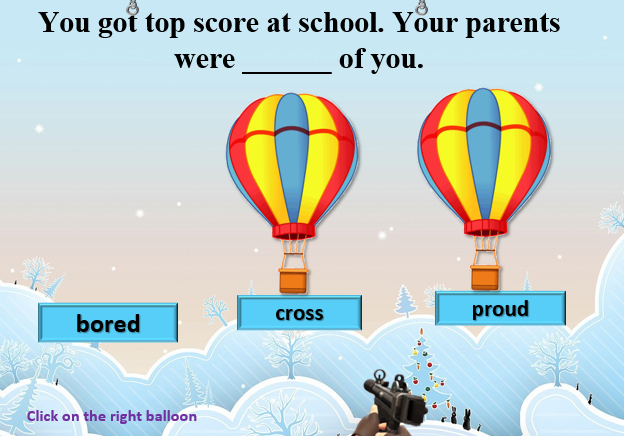 You got top score at school. Your parents
were ______ of you.
bored
cross
proud
Click on the right balloon